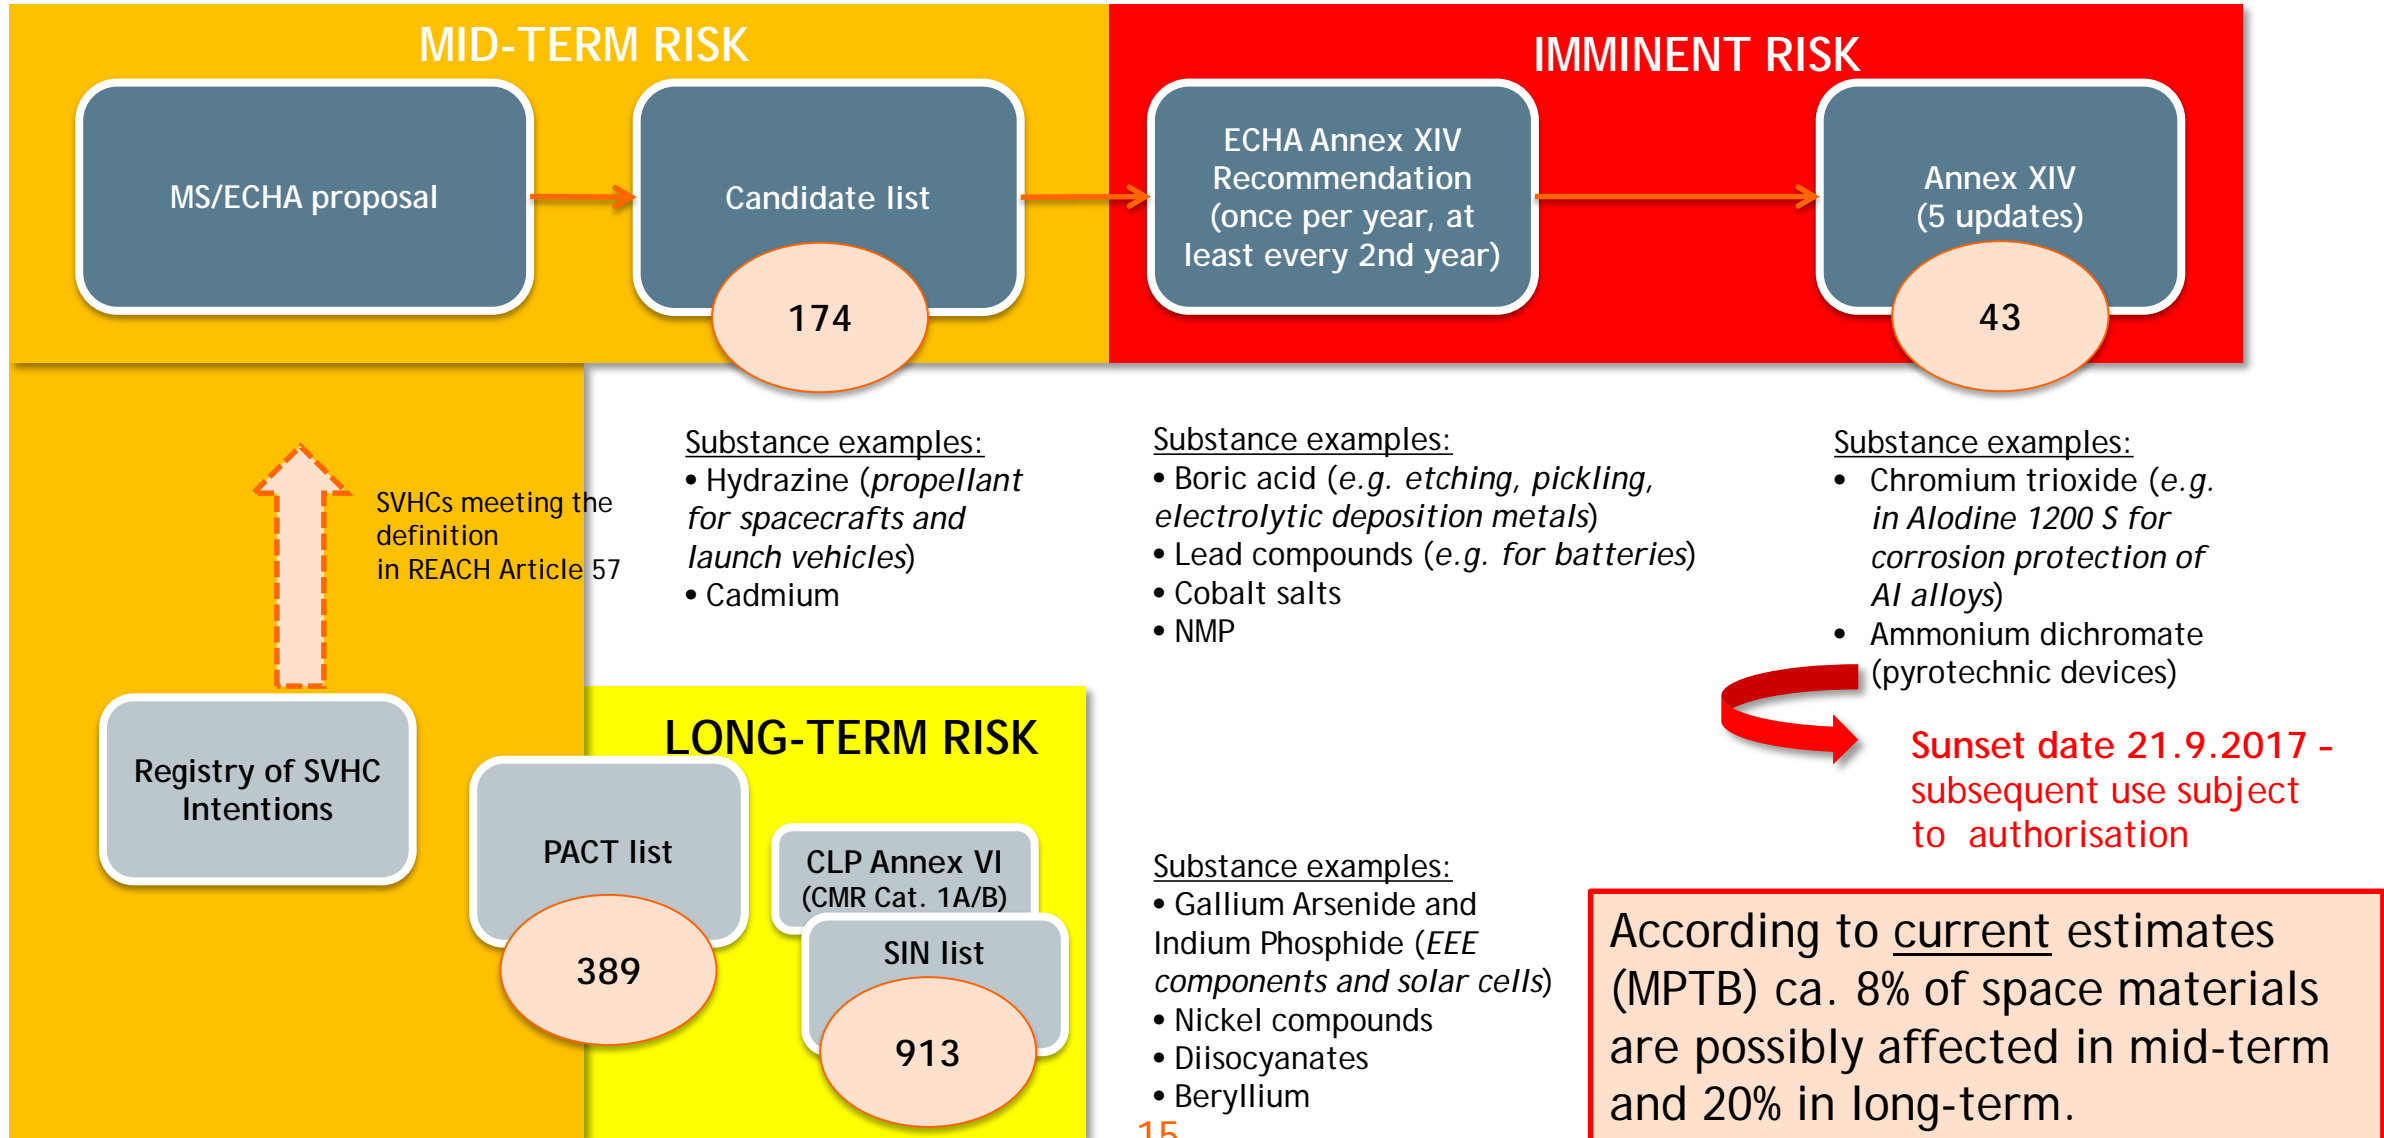 MID-TERM RISK
IMMINENT RISK
MS/ECHA proposal
Candidate list
174
ECHA Annex XIV
Recommendation
(once per year, at
least every 2nd year)
Annex XIV
(5 updates)
43
SVHCs meeting the
definition
in REACH Article 57
Substance examples:
• Hydrazine (propellant
for spacecrafts and
launch vehicles)
• Cadmium
Substance examples:
• Boric acid (e.g. etching, pickling,
electrolytic deposition metals)
• Lead compounds (e.g. for batteries)
• Cobalt salts
• NMP
Substance examples:
• Chromium trioxide (e.g.
in Alodine 1200 S for
corrosion protection of
Al alloys)
• Ammonium dichromate
(pyrotechnic devices)
Sunset date 21.9.2017 –
subsequent use subject
to authorisation
Registry of SVHC
Intentions
LONG-TERM RISK
PACT list
389
CLP Annex VI
(CMR Cat. 1A/B)
SIN list
913
Substance examples:
• Gallium Arsenide and
Indium Phosphide (EEE
components and solar cells)
• Nickel compounds
• Diisocyanates
• Beryllium
According to current estimates
(MPTB) ca. 8% of space materials
are possibly affected in mid-term
and 20% in long-term.
15